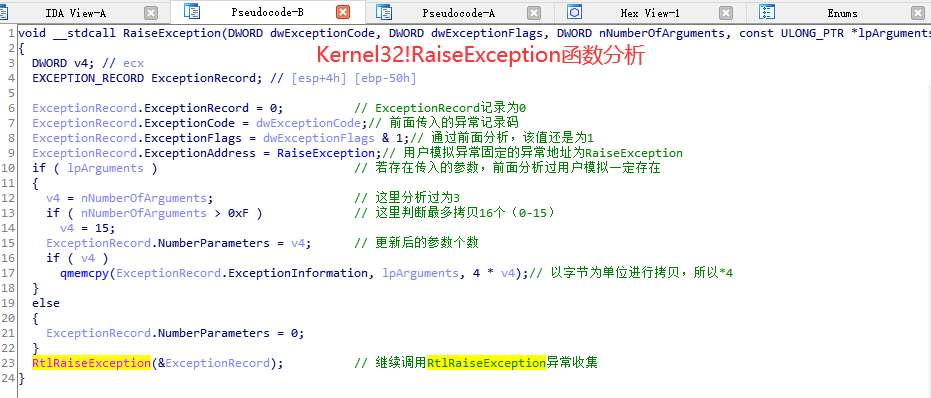 IDA View-A Pseudocode-B Pseudocode-A Hex View-1 Enums
1 void __stdcall RaiseException(DWORD dwExceptionCode, DWORD dwExceptionFlags, DWORD nNumberOfArguments, const ULONG_PTR *lpArguments
Kernel32!RaiseException函数分析
2 {
3 DWORD v4; // ecx
4 EXCEPTION_RECORD ExceptionRecord; // [esp+4h] [ebp-50h]
5
6 ExceptionRecord.ExceptionRecord = 0; // ExceptionRecord记录为0
7 ExceptionRecord.ExceptionCode = dwExceptionCode;// 前面传入的异常记录码
8 ExceptionRecord.ExceptionFlags = dwExceptionFlags & 1;// 通过前面分析，该值还是为1
9 ExceptionRecord.ExceptionAddress = RaiseException;// 用户模拟异常固定的异常地址为RaiseException
10 if ( lpArguments ) // 若存在传入的参数，前面分析过用户模拟一定存在
11 {
12 v4 = nNumberOfArguments; // 这里分析过为3
13 if ( nNumberOfArguments > 0xF ) // 这里判断最多拷贝16个（0-15）
14 v4 = 15;
15 ExceptionRecord.NumberParameters = v4; // 更新后的参数个数
16 if ( v4 )
17 qmemcpy(ExceptionRecord.ExceptionInformation, lpArguments, 4 * v4);// 以字节为单位进行拷贝，所以*4
18 }
19 else
20 {
21 ExceptionRecord.NumberParameters = 0;
22 }
23 RtlRaiseException(&ExceptionRecord); // 继续调用RtlRaiseException异常收集
24 }